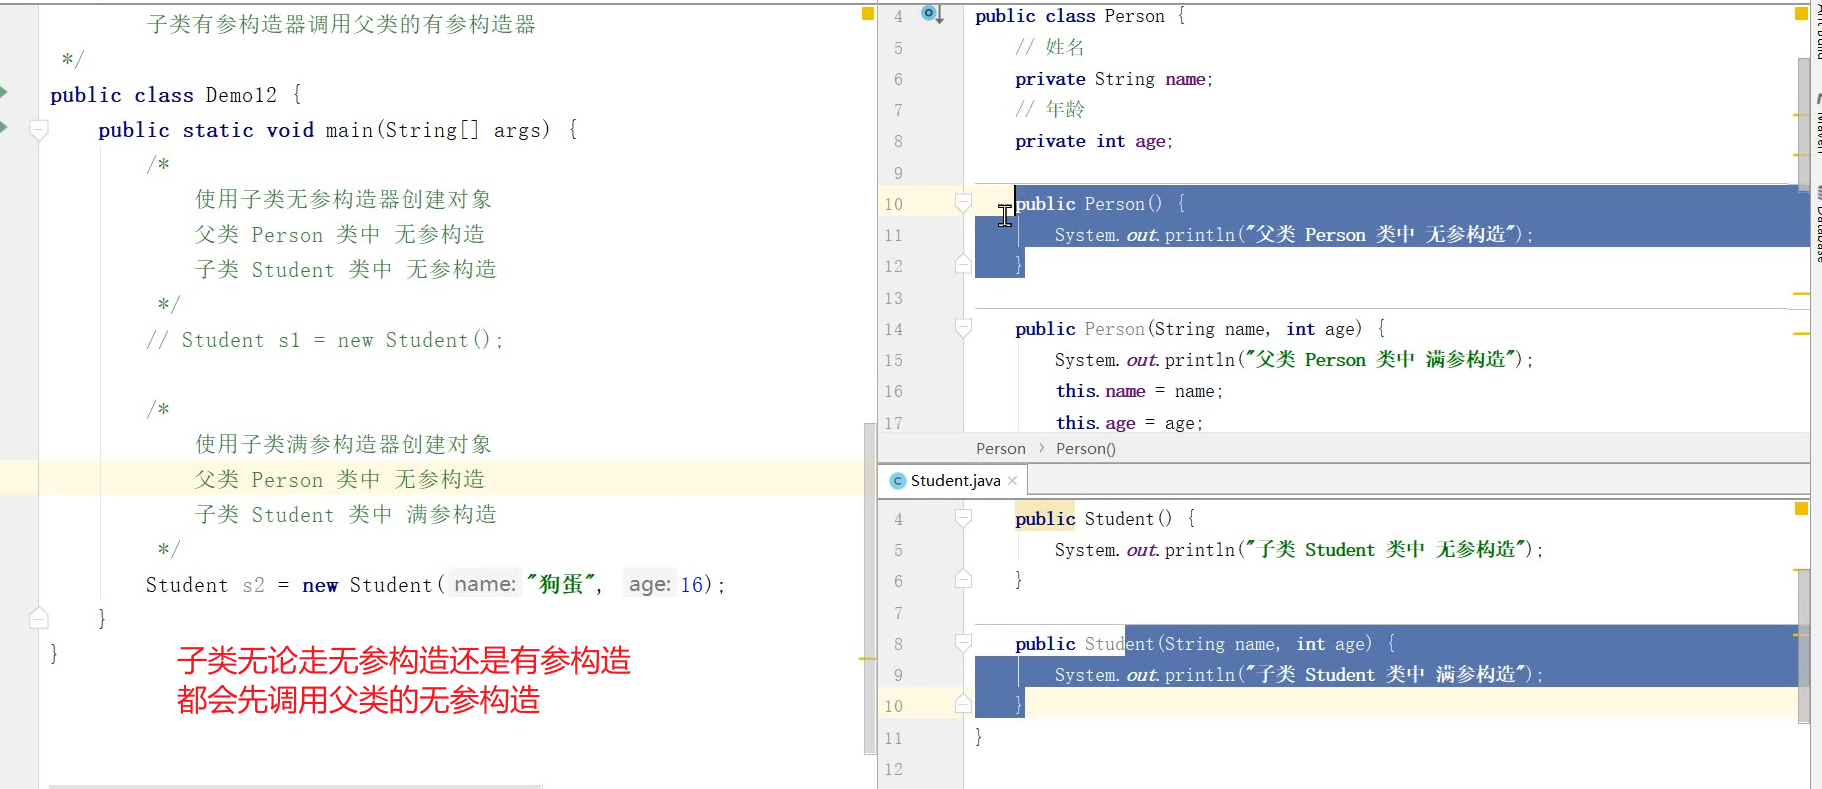 子类有参构造器调用父类的有参构造器
*/
public class Demo12 {
public static void main(String[] args) {
/*
使用子类无参构造器创建对象
父类 Person 类中 无参构造
子类 Student 类中 无参构造
*/
// Student s1 = new Student();
/*
使用子类满参构造器创建对象
父类 Person 类中 无参构造
子类 Student 类中 满参构造
*/
Student s2 = new Student( name: "狗蛋", age: 16);
}
}
子类无论走无参构造还是有参构造
都会先调用父类的无参构造
4 public class Person {
5 // 姓名
6 private String name;
7 // 年龄
8 private int age;
9
10 public Person() {
11 System.out.println("父类 Person 类中 无参构造");
12 }
13
14 public Person(String name, int age) {
15 System.out.println("父类 Person 类中 满参构造");
16 this.name = name;
17 this.age = age;
Person › Person()
C Student.java ×
4 public Student() {
5 System.out.println("子类 Student 类中 无参构造");
6 }
7
8 public Student(String name, int age) {
9 System.out.println("子类 Student 类中 满参构造");
10 }
11 }
12
Database